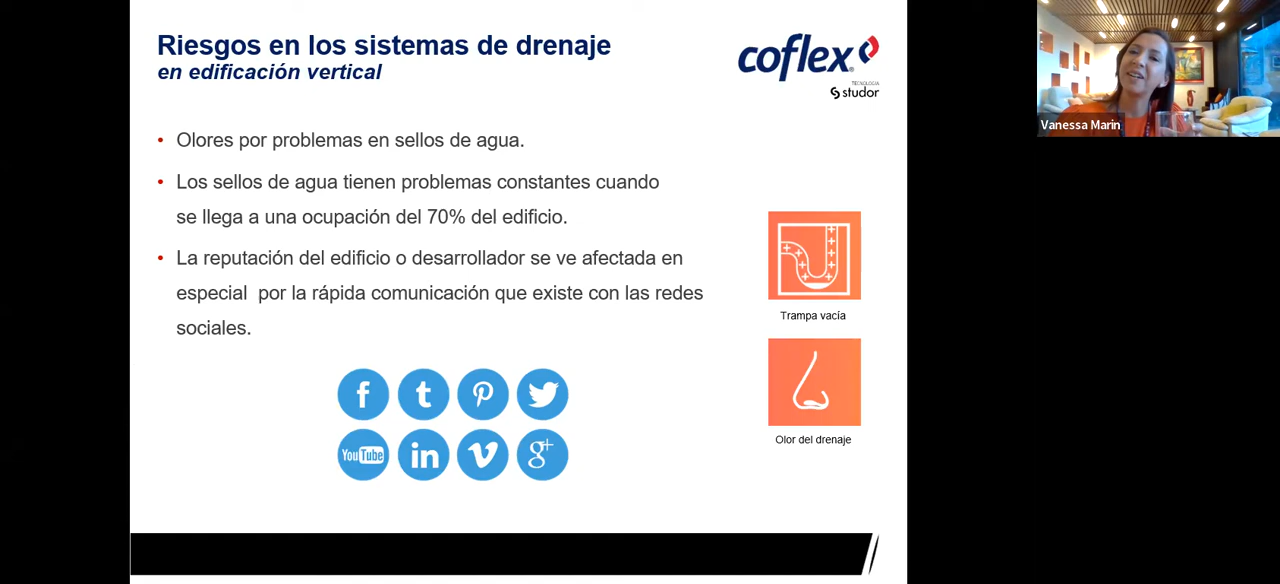 Riesgos en los sistemas de drenaje
en edificación vertical
coflex
TECNOLOGÍA
studor
Vanessa Marin
• Olores por problemas en sellos de agua.
• Los sellos de agua tienen problemas constantes cuando
se llega a una ocupación del 70% del edificio.
• La reputación del edificio o desarrollador se ve afectada en
especial por la rápida comunicación que existe con las redes
sociales.
Trampa vacía
Olor del drenaje
f t p
YouTube in v g+